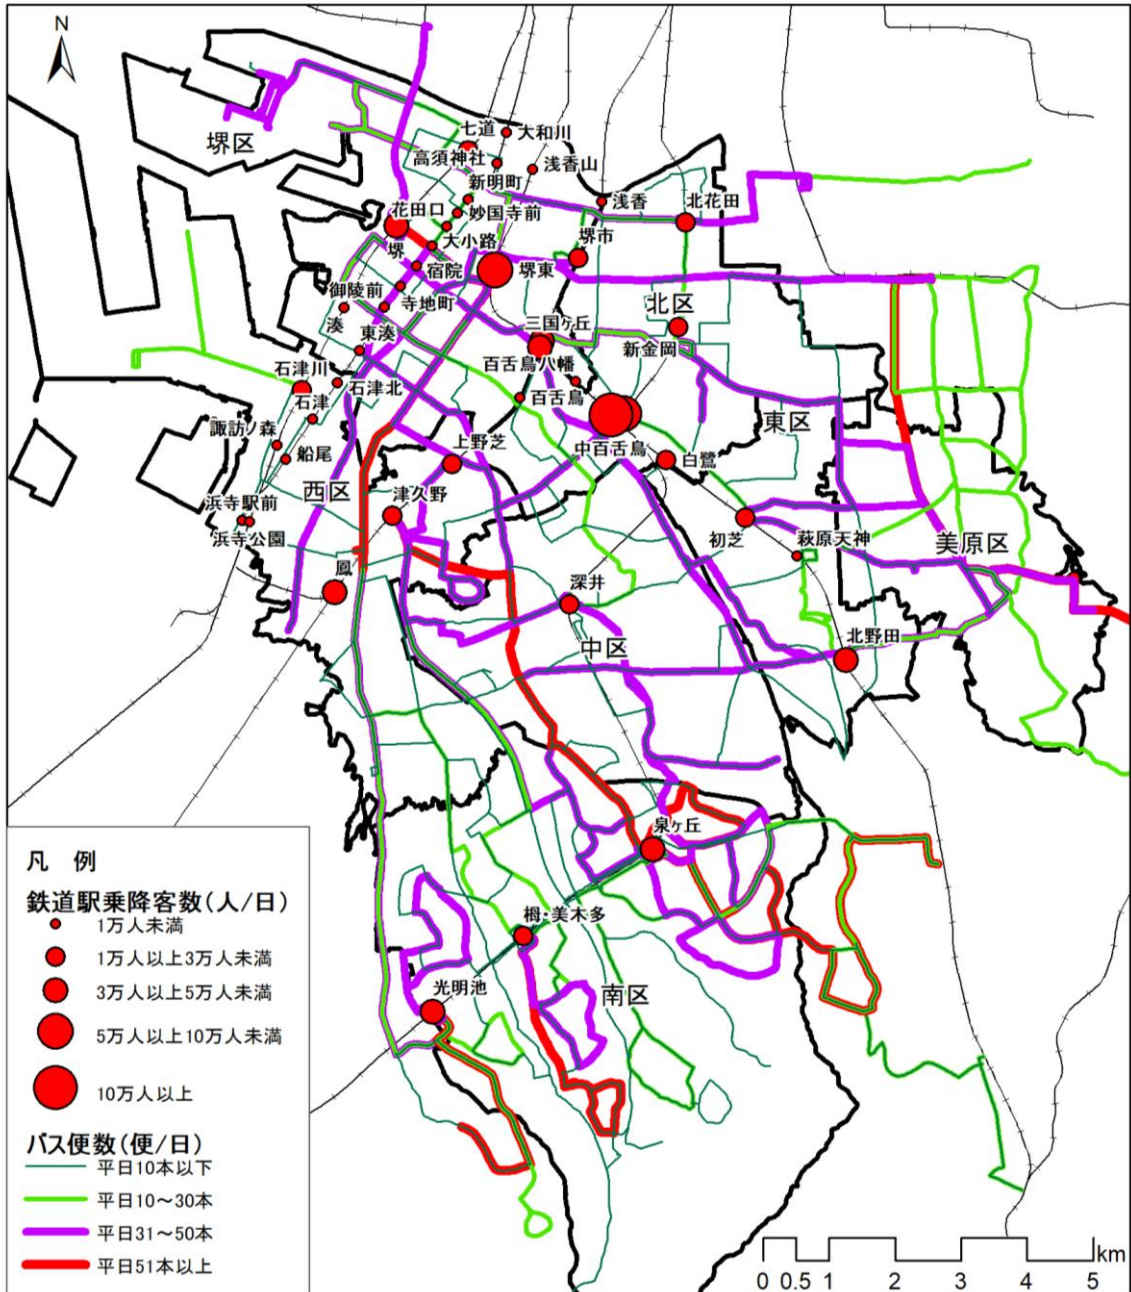 N
堺区
七道
大和川
高須神社
浅香山
新明町
浅香
北花田
花田口
妙国寺前
堺市
堺
大小路
宿院
堺東
北区
御陵前
寺地町
湊
三国ヶ丘
東湊
新金岡
百舌鳥八幡
石津川
石津北
百舌鳥
石津
東区
諏訪ノ森
中百舌鳥
船尾
上野芝
白鷺
西区
津久野
浜寺駅前
浜寺公園
初芝
萩原天神
美原区
鳳
深井
中区
北野田
泉ヶ丘
栂・美木多
光明池
南区
凡 例
鉄道駅乗降客数(人/日)
1万人未満
1万人以上3万人未満
3万人以上5万人未満
5万人以上10万人未満
10万人以上
バス便数(便/日)
平日10本以下
平日10~30本
平日31~50本
平日51本以上
km
0 0.5 1 2 3 4 5